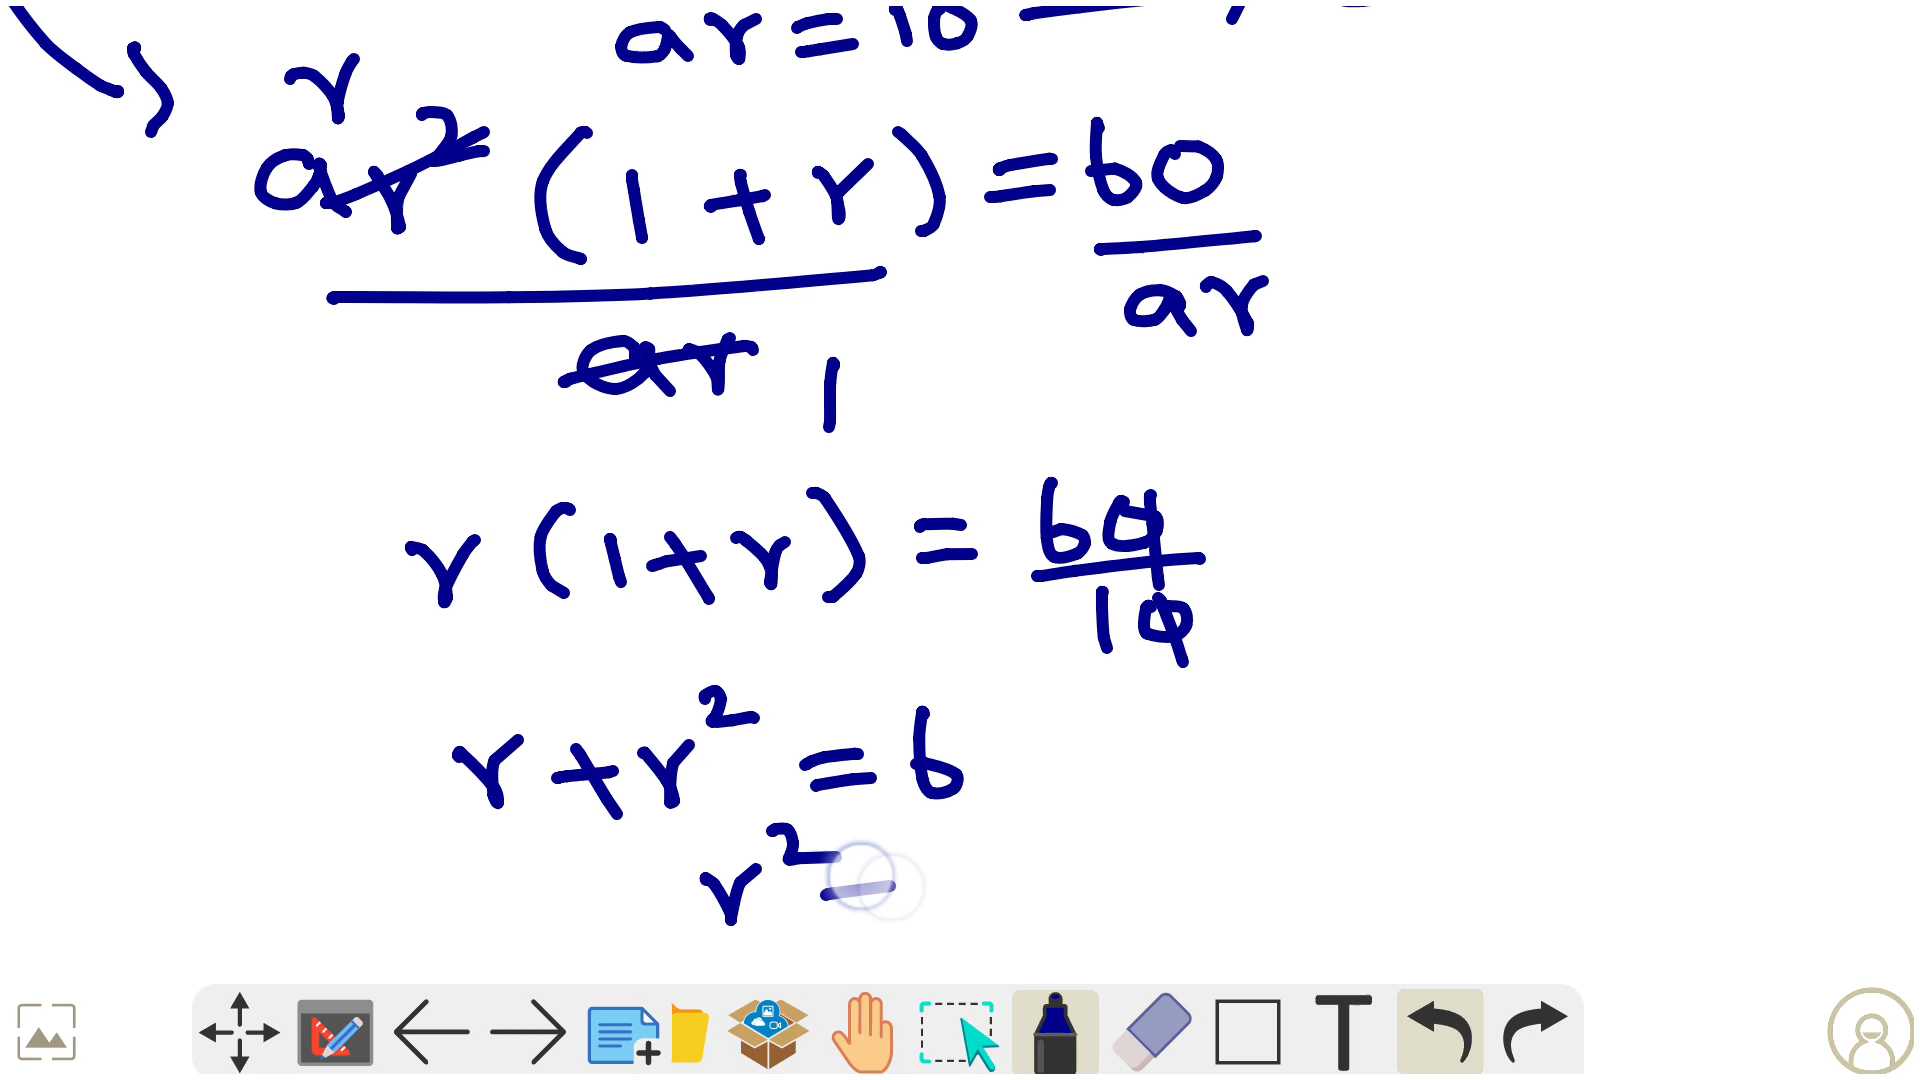 ar = 10
r
ar² (1 + r) = 60
ar 1 ar
r (1 + r) = 60
10
r + r² = 6
r² =
T